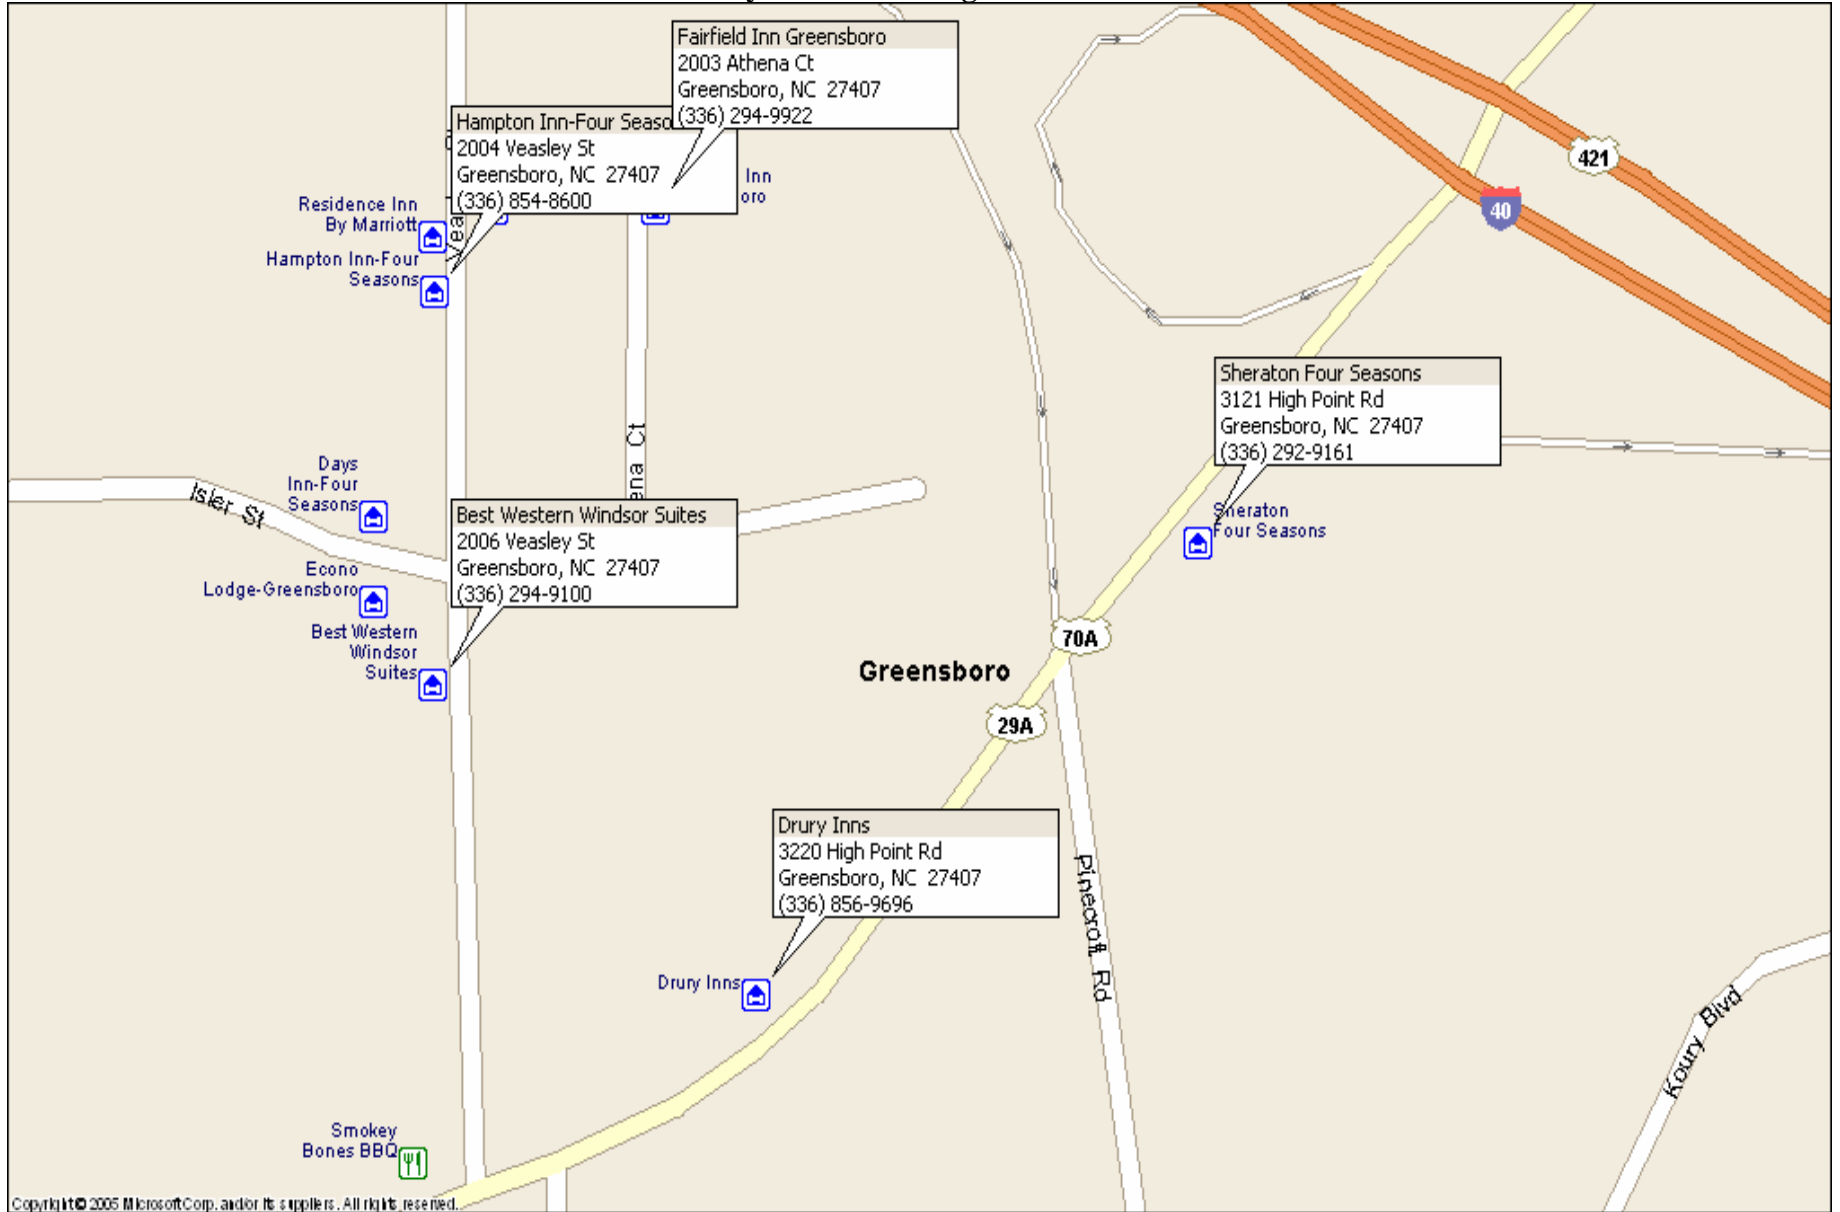 Fairfield Inn Greensboro
2003 Athena Ct
Greensboro, NC 27407
(336) 294-9922
Hampton Inn-Four Seaso
2004 Veasley St
Greensboro, NC 27407
(336) 854-8600
Inn
oro
Residence Inn
By Marriott
Hampton Inn-Four
Seasons
Vea
421
40
Sheraton Four Seasons
3121 High Point Rd
Greensboro, NC 27407
(336) 292-9161
Sheraton
Four Seasons
ena Ct
Days
Inn-Four
Seasons
Isler St
Best Western Windsor Suites
2006 Veasley St
Greensboro, NC 27407
(336) 294-9100
Econo
Lodge-Greensboro
Best Western
Windsor
Suites
70A
Greensboro
29A
Drury Inns
3220 High Point Rd
Greensboro, NC 27407
(336) 856-9696
Drury Inns
Pinecroft Rd
Koury Blvd
Smokey
Bones BBQ
Copyright © 2005 Microsoft Corp. and/or its suppliers. All rights reserved.